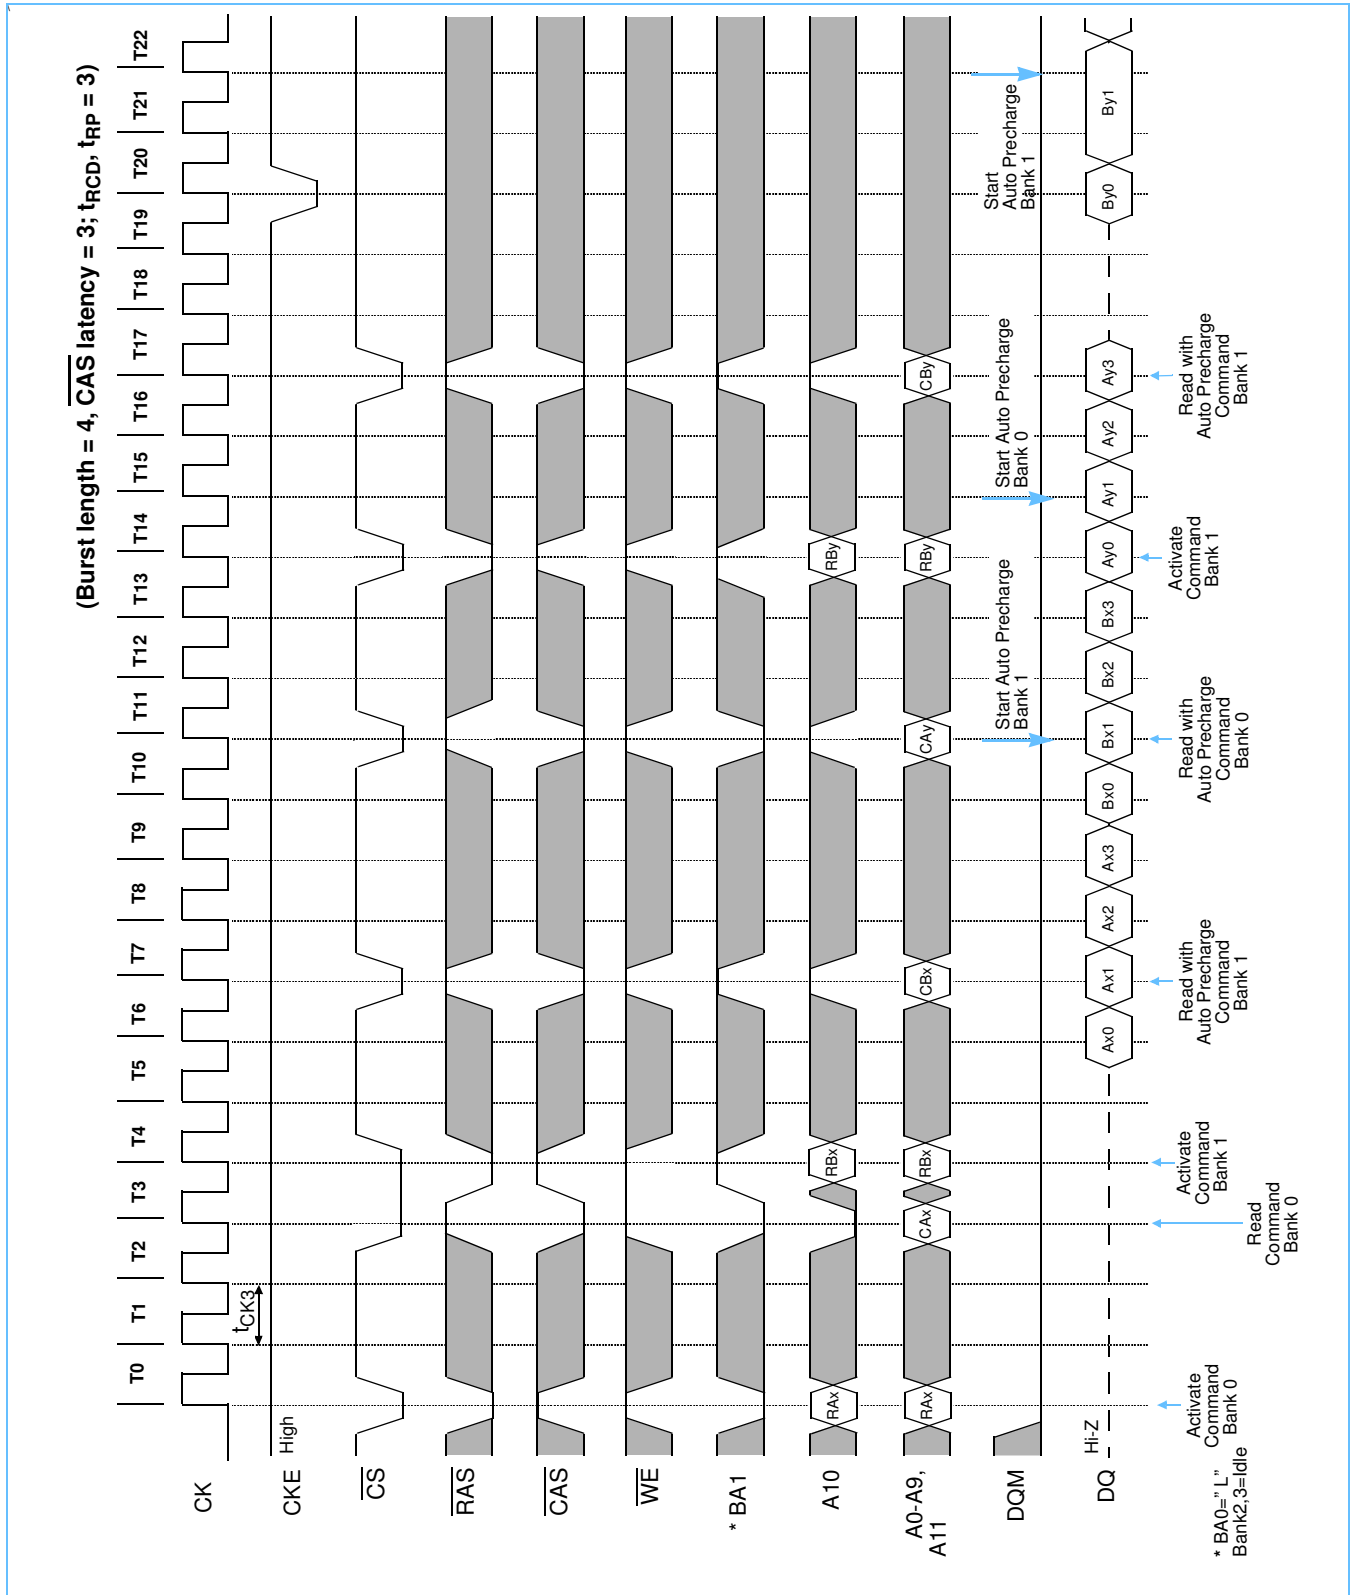 (Burst length = 4, CAS latency = 3; tRCD, tRP = 3)
T0 T1 T2 T3 T4 T5 T6 T7 T8 T9 T10 T11 T12 T13 T14 T15 T16 T17 T18 T19 T20 T21 T22
CK
tCK3
CKE
High
CS
RAS
CAS
WE
* BA1
A10
RAx RBx RBy
A0-A9,
A11
RAx CAx RBx CBx CAy RBy CBy
Start Auto Precharge
Bank 1
Start Auto Precharge
Bank 0
Start
Auto Precharge
Bank 1
DQM
DQ
Hi-Z
Ax0 Ax1 Ax2 Ax3 Bx0 Bx1 Bx2 Bx3 Ay0 Ay1 Ay2 Ay3 By0 By1
Activate
Command
Bank 0
Read
Command
Bank 0
Activate
Command
Bank 1
Read with
Auto Precharge
Command
Bank 1
Read with
Auto Precharge
Command
Bank 0
Activate
Command
Bank 1
Read with
Auto Precharge
Command
Bank 1
* BA0=” L”
Bank2,3=Idle